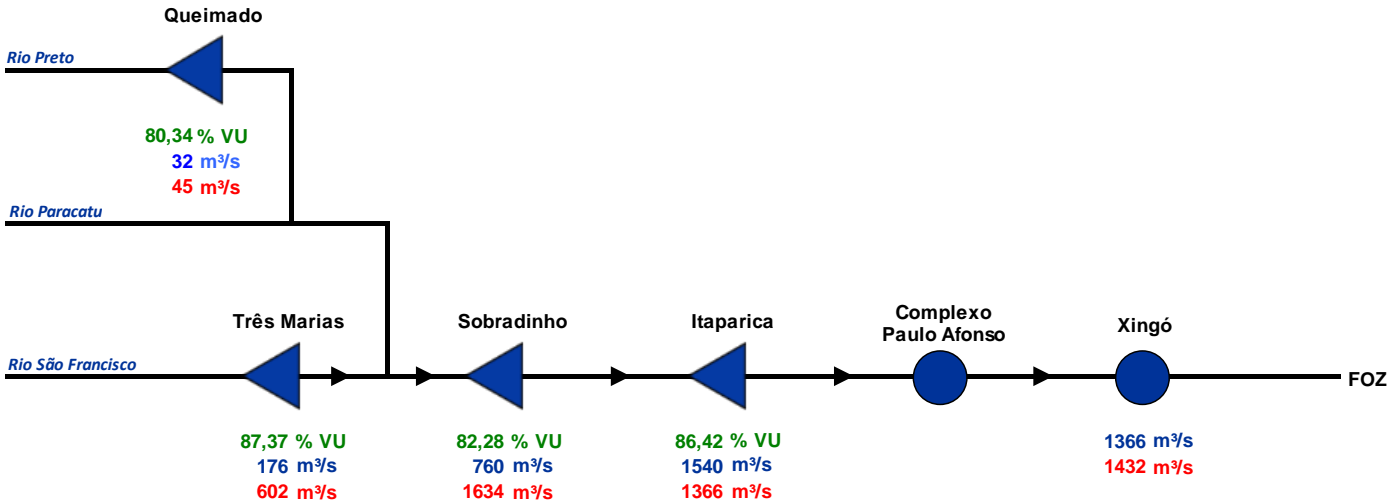 Queimado
Rio Preto
80,34 % VU
32 m³/s
45 m³/s
Rio Paracatu
Três Marias
Sobradinho
Itaparica
Complexo
Paulo Afonso
Xingó
Rio São Francisco
FOZ
87,37 % VU
176 m³/s
602 m³/s
82,28 % VU
760 m³/s
1634 m³/s
86,42 % VU
1540 m³/s
1366 m³/s
1366 m³/s
1432 m³/s